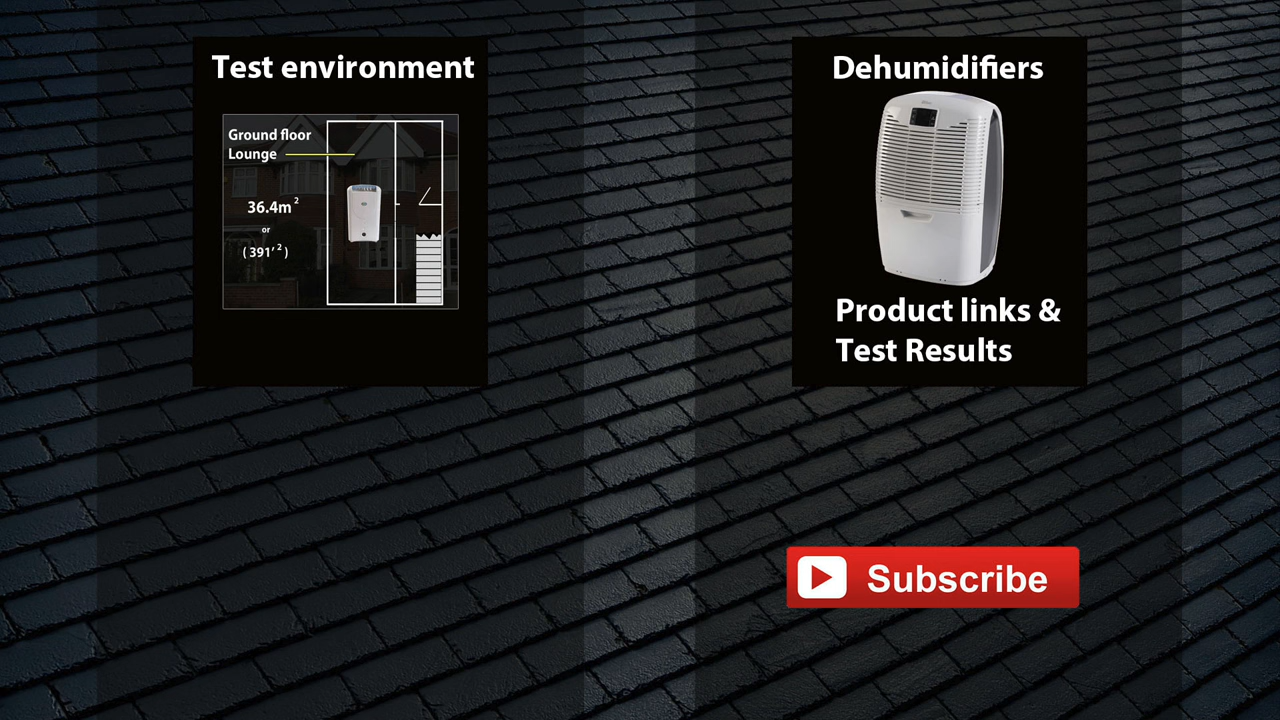 Test environment
Ground floor
Lounge
36.4m²
or
( 391′ ² )
Dehumidifiers
Product links &
Test Results
Subscribe